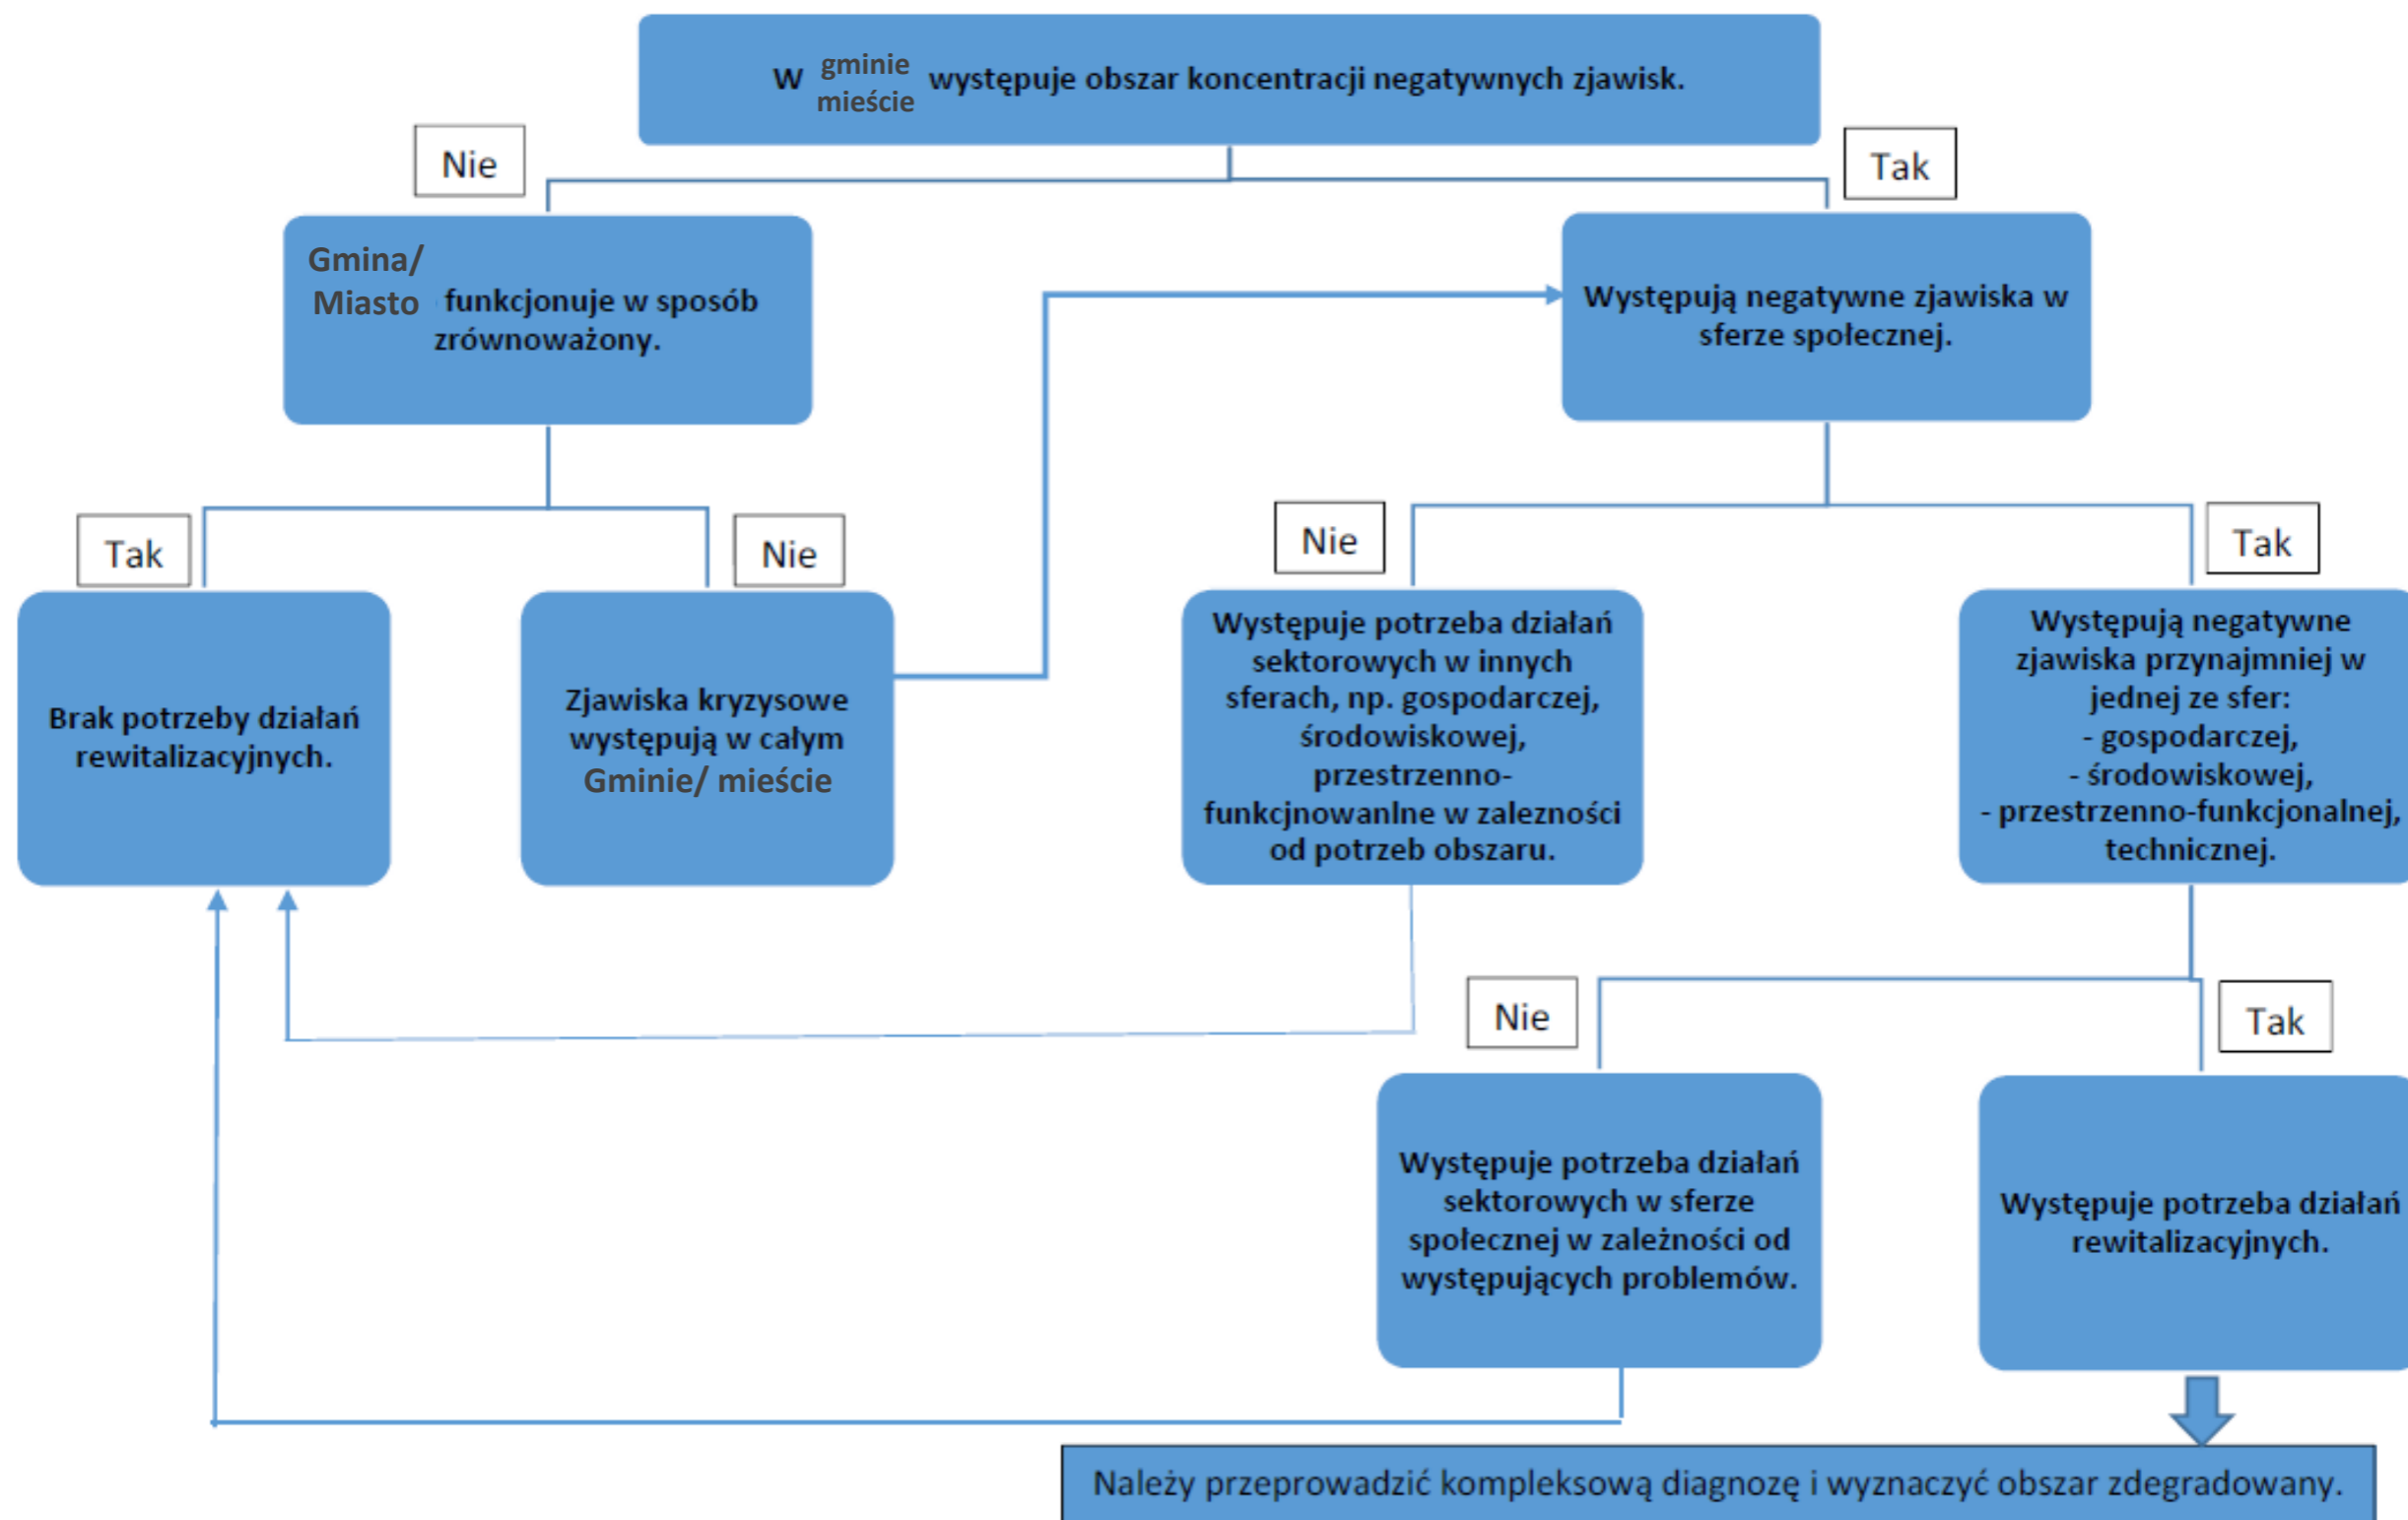 W gminie występuje obszar koncentracji negatywnych zjawisk.
mieście
Nie
Tak
Gmina/
Miasto funkcjonuje w sposób
zrównoważony.
Występują negatywne zjawiska w
sferze społecznej.
Tak
Nie
Nie
Tak
Brak potrzeby działań
rewitalizacyjnych.
Zjawiska kryzysowe
występują w całym
Gminie/ mieście
Występuje potrzeba działań
sektorowych w innych
sferach, np. gospodarczej,
środowiskowej,
przestrzenno-
funkcjnowanlne w zalezności
od potrzeb obszaru.
Występują negatywne
zjawiska przynajmniej w
jednej ze sfer:
- gospodarczej,
- środowiskowej,
- przestrzenno-funkcjonalnej,
technicznej.
Nie
Tak
Występuje potrzeba działań
sektorowych w sferze
społecznej w zależności od
występujących problemów.
Występuje potrzeba działań
rewitalizacyjnych.
Należy przeprowadzić kompleksową diagnozę i wyznaczyć obszar zdegradowany.